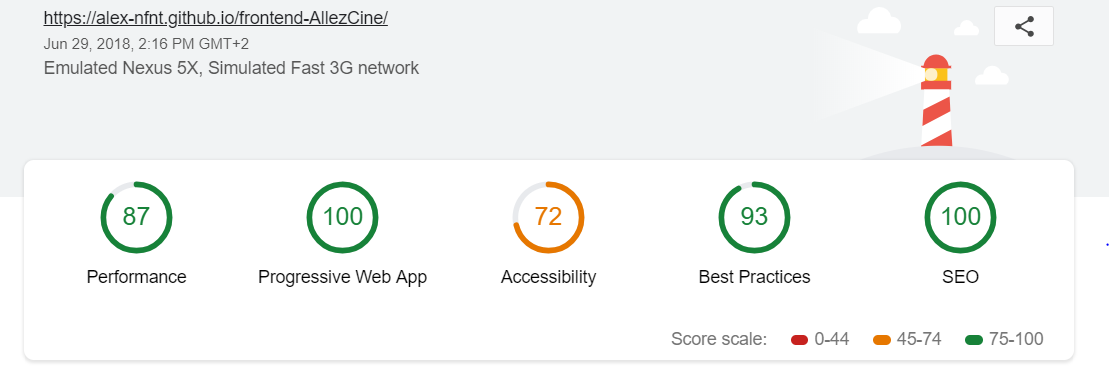 https://alex-nfnt.github.io/frontend-AllezCine/
Jun 29, 2018, 2:16 PM GMT+2
Emulated Nexus 5X, Simulated Fast 3G network
87 100 72 93 100
Performance Progressive Web App Accessibility Best Practices SEO
Score scale: 0-44 45-74 75-100